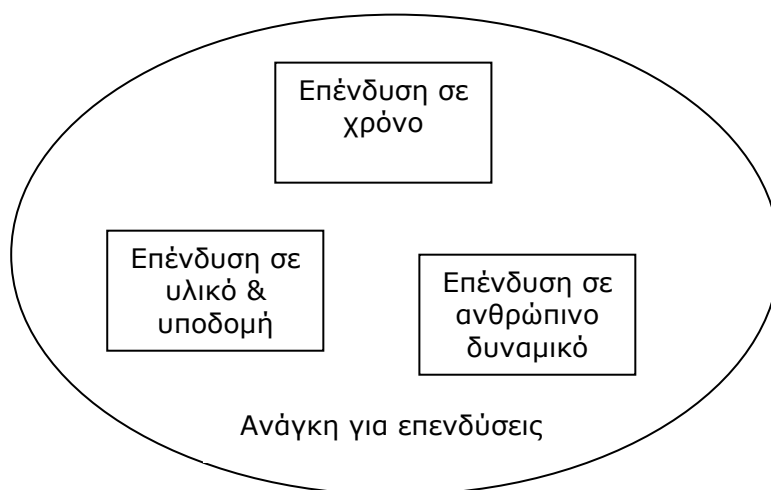 Επένδυση σε
χρόνο
Επένδυση σε
υλικό &
υποδομή
Επένδυση σε
ανθρώπινο
δυναμικό
Ανάγκη για επενδύσεις